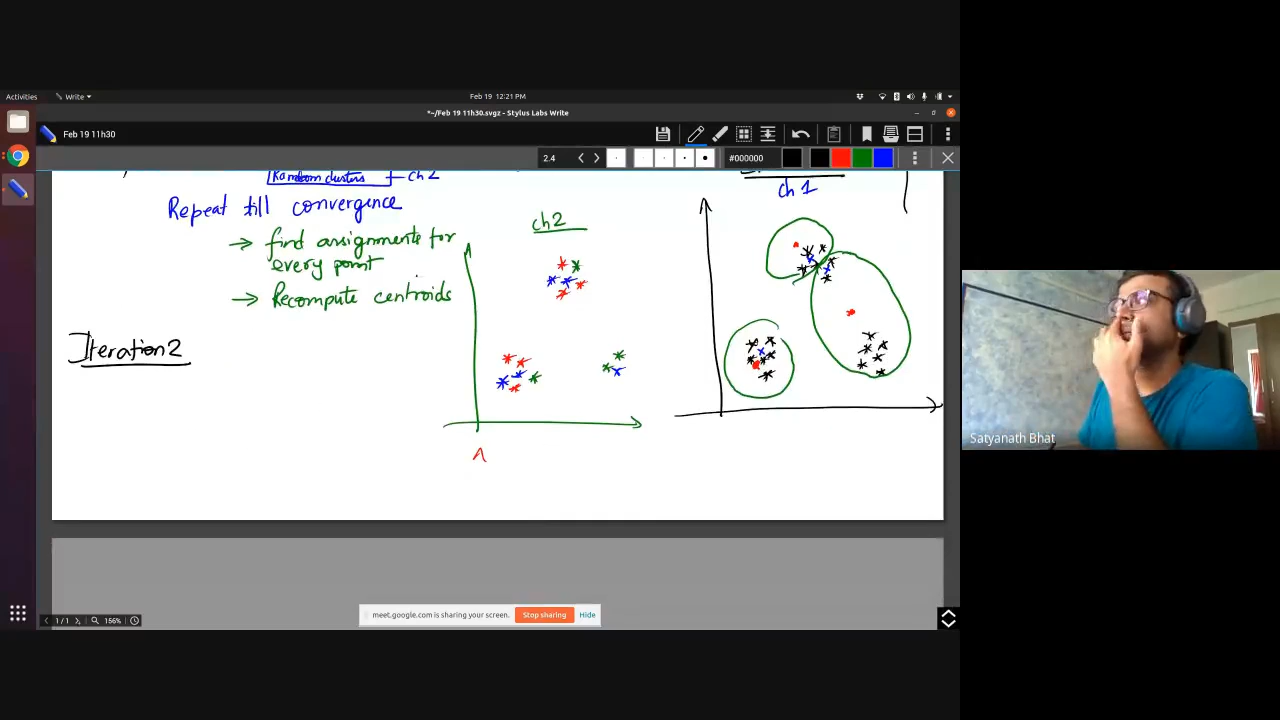 Activities
Write
Feb 19 12:21 PM
*~/Feb 19 11h30.svgz - Stylus Labs Write
Feb 19 11h30
2.4
#000000
Random clusters ch 2
ch 1
Repeat till convergence
→ find assignments for
every point
→ Recompute centroids
ch2
Iteration 2
A
Satyanath Bhat
meet.google.com is sharing your screen.
Stop sharing
Hide
1/1
156%